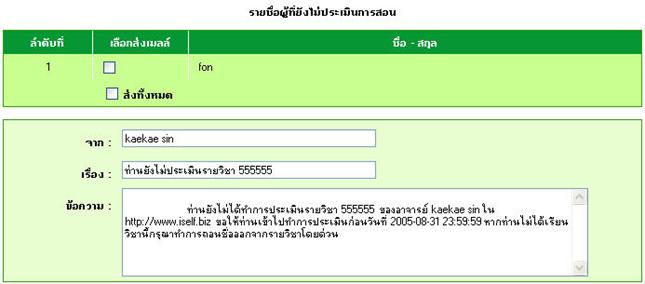 รายชื่อผู้ที่ยังไม่ประเมินการสอน
ลำดับที่ เลือกส่งเมลล์ ชื่อ - สกุล
1 fon
ส่งทั้งหมด
จาก : kaekae sin
เรื่อง : ท่านยังไม่ประเมินรายวิชา 555555
ข้อความ : ท่านยังไม่ได้ทำการประเมินรายวิชา 555555 ของอาจารย์ kaekae sin ใน
http://www.iself.biz ขอให้ท่านเข้าไปทำการประเมินก่อนวันที่ 2005-08-31 23:59:59 หากท่านไม่ได้เรียน
วิชานี้กรุณาทำการถอนชื่อออกจากรายวิชาโดยด่วน